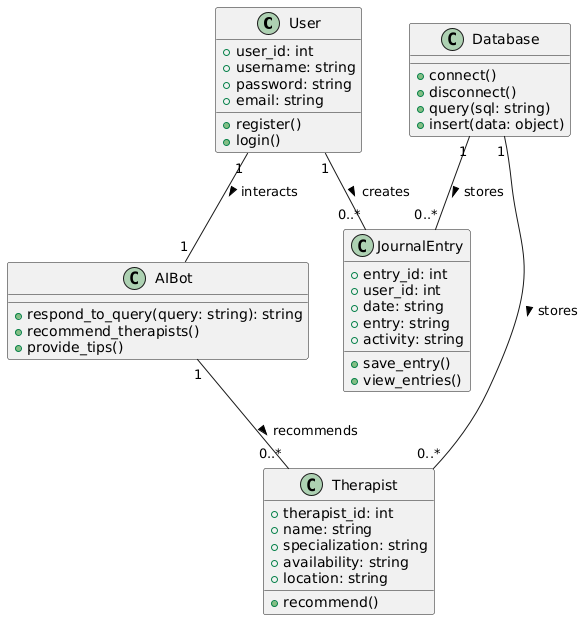 C User
user_id: int
username: string
password: string
email: string
register()
login()
C Database
connect()
disconnect()
query(sql: string)
insert(data: object)
1
1
1
1
interacts
creates
stores
1
0..*
0..*
C AIBot
respond_to_query(query: string): string
recommend_therapists()
provide_tips()
C JournalEntry
entry_id: int
user_id: int
date: string
entry: string
activity: string
save_entry()
view_entries()
stores
1
recommends
0..*
0..*
C Therapist
therapist_id: int
name: string
specialization: string
availability: string
location: string
recommend()